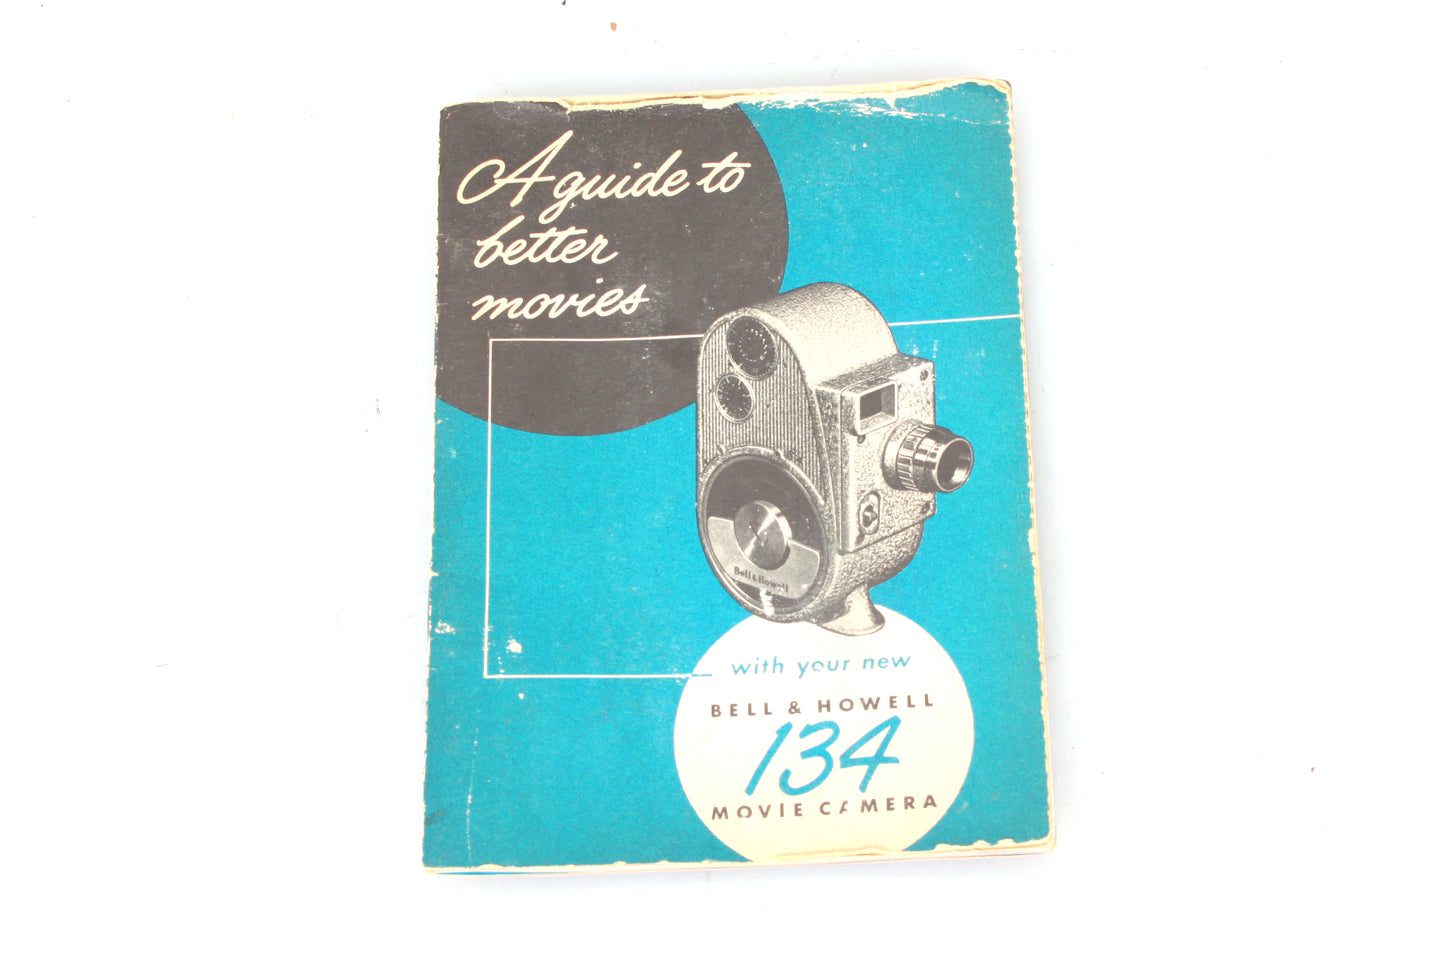 A guide to
better
movies
Bell & Howell
with your new
BELL & HOWELL
134
MOVIE CAMERA